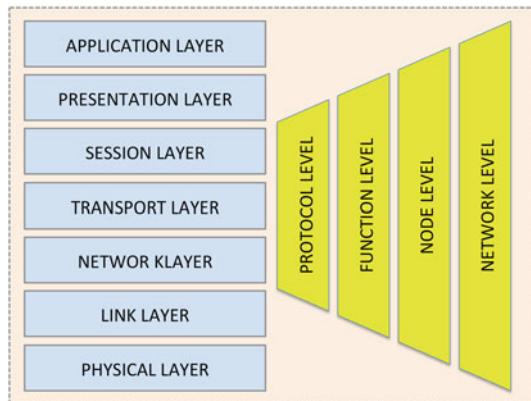 APPLICATION LAYER
PRESENTATION LAYER
SESSION LAYER
TRANSPORT LAYER
NETWOR KLAYER
LINK LAYER
PHYSICAL LAYER
PROTOCOL LEVEL
FUNCTION LEVEL
NODE LEVEL
NETWORK LEVEL